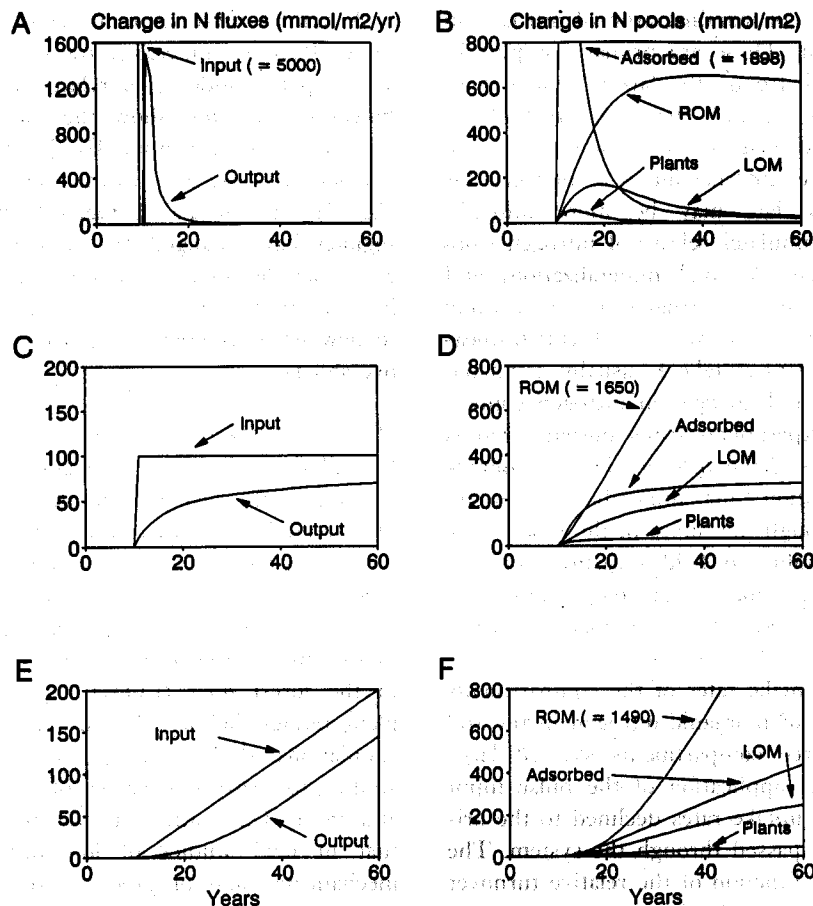 A
Change in N fluxes (mmol/m2/yr)
1600
1200
800
400
0
Input ( = 5000)
Output
0
20
40
60
B
Change in N pools (mmol/m2)
800
600
400
200
0
Adsorbed ( = 1898)
ROM
Plants
LOM
0
20
40
60
C
200
150
100
50
0
Input
Output
0
20
40
60
D
800
600
400
200
0
ROM ( = 1650)
Adsorbed
LOM
Plants
0
20
40
60
E
200
150
100
50
0
Input
Output
0
20
40
60
Years
F
800
600
400
200
0
ROM ( = 1490)
Adsorbed
LOM
Plants
0
20
40
60
Years